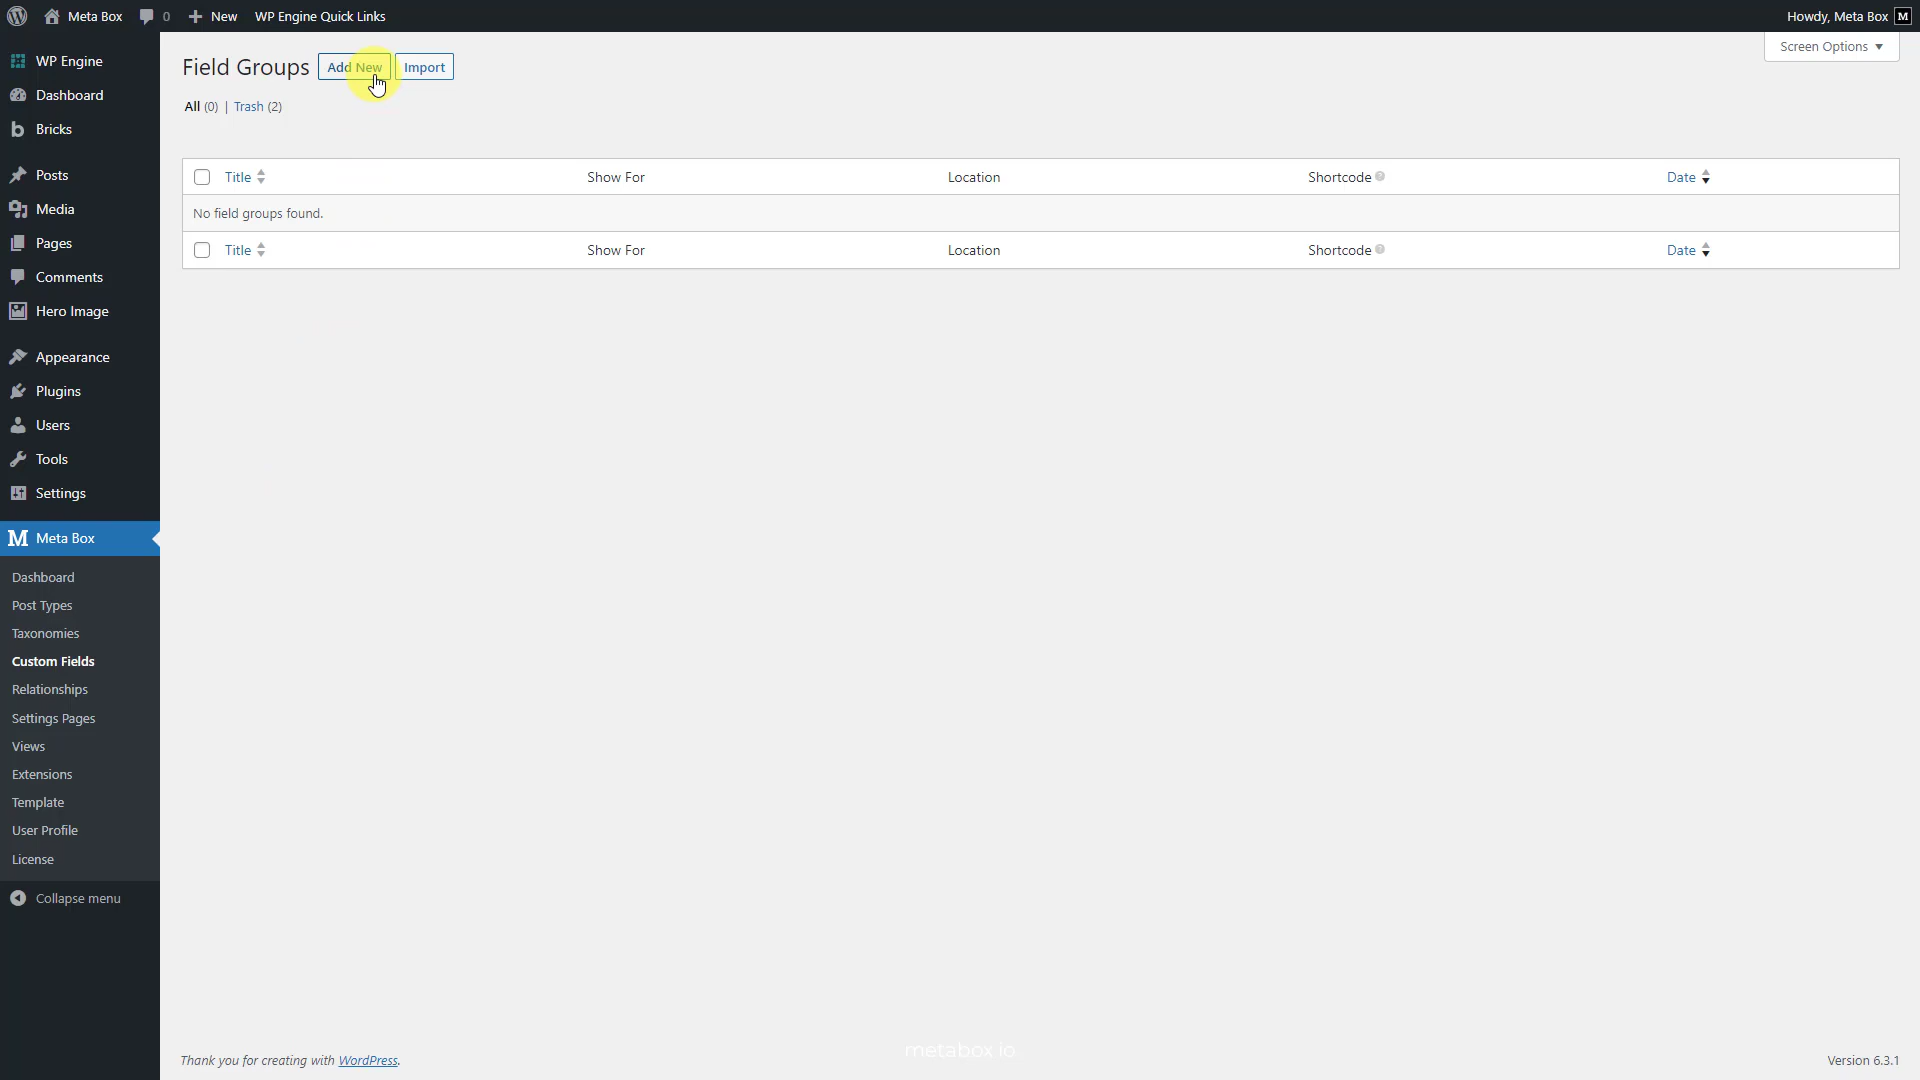 Meta Box 0 New WP Engine Quick Links Howdy, Meta Box M
Screen Options
WP Engine
Dashboard
Bricks
Posts
Media
Pages
Comments
Hero Image
Appearance
Plugins
Users
Tools
Settings
M Meta Box
Dashboard
Post Types
Taxonomies
Custom Fields
Relationships
Settings Pages
Views
Extensions
Template
User Profile
License
Collapse menu
Field Groups Add New Import
All (0) | Trash (2)
Title Show For Location Shortcode Date
No field groups found.
Title Show For Location Shortcode Date
metabox.io
Thank you for creating with WordPress. Version 6.3.1